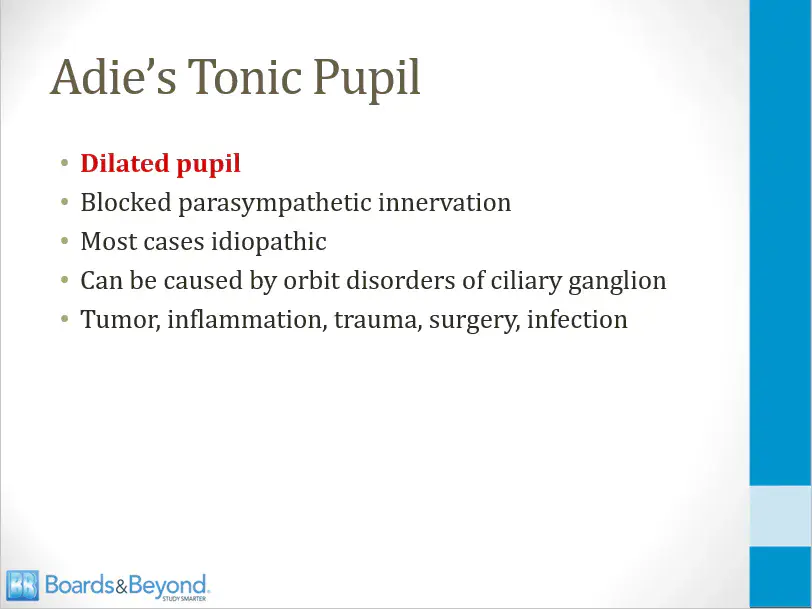 Adie’s Tonic Pupil
• Dilated pupil
• Blocked parasympathetic innervation
• Most cases idiopathic
• Can be caused by orbit disorders of ciliary ganglion
• Tumor, inflammation, trauma, surgery, infection
BB Boards&Beyond.
STUDY SMARTER